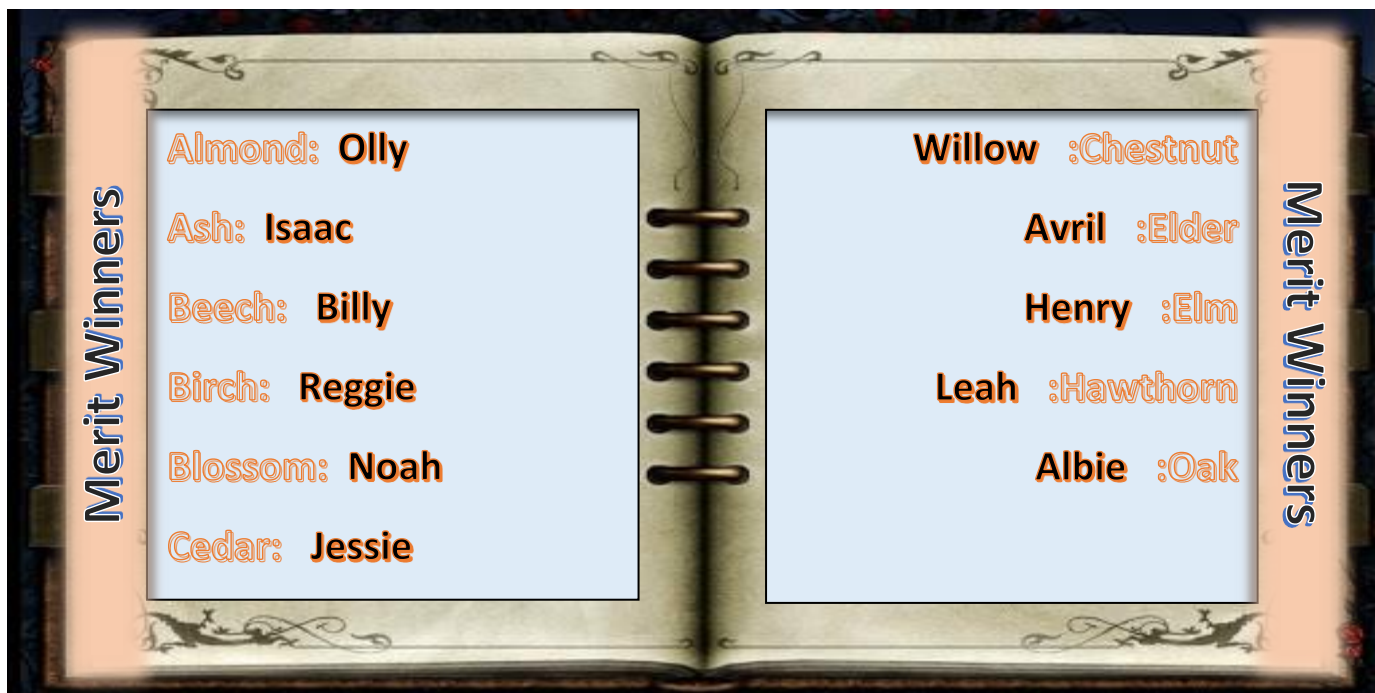 Merit Winners
Almond: Olly
Ash: Isaac
Beech: Billy
Birch: Reggie
Blossom: Noah
Cedar: Jessie
Willow :Chestnut
Avril :Elder
Henry :Elm
Leah :Hawthorn
Albie :Oak
Merit Winners